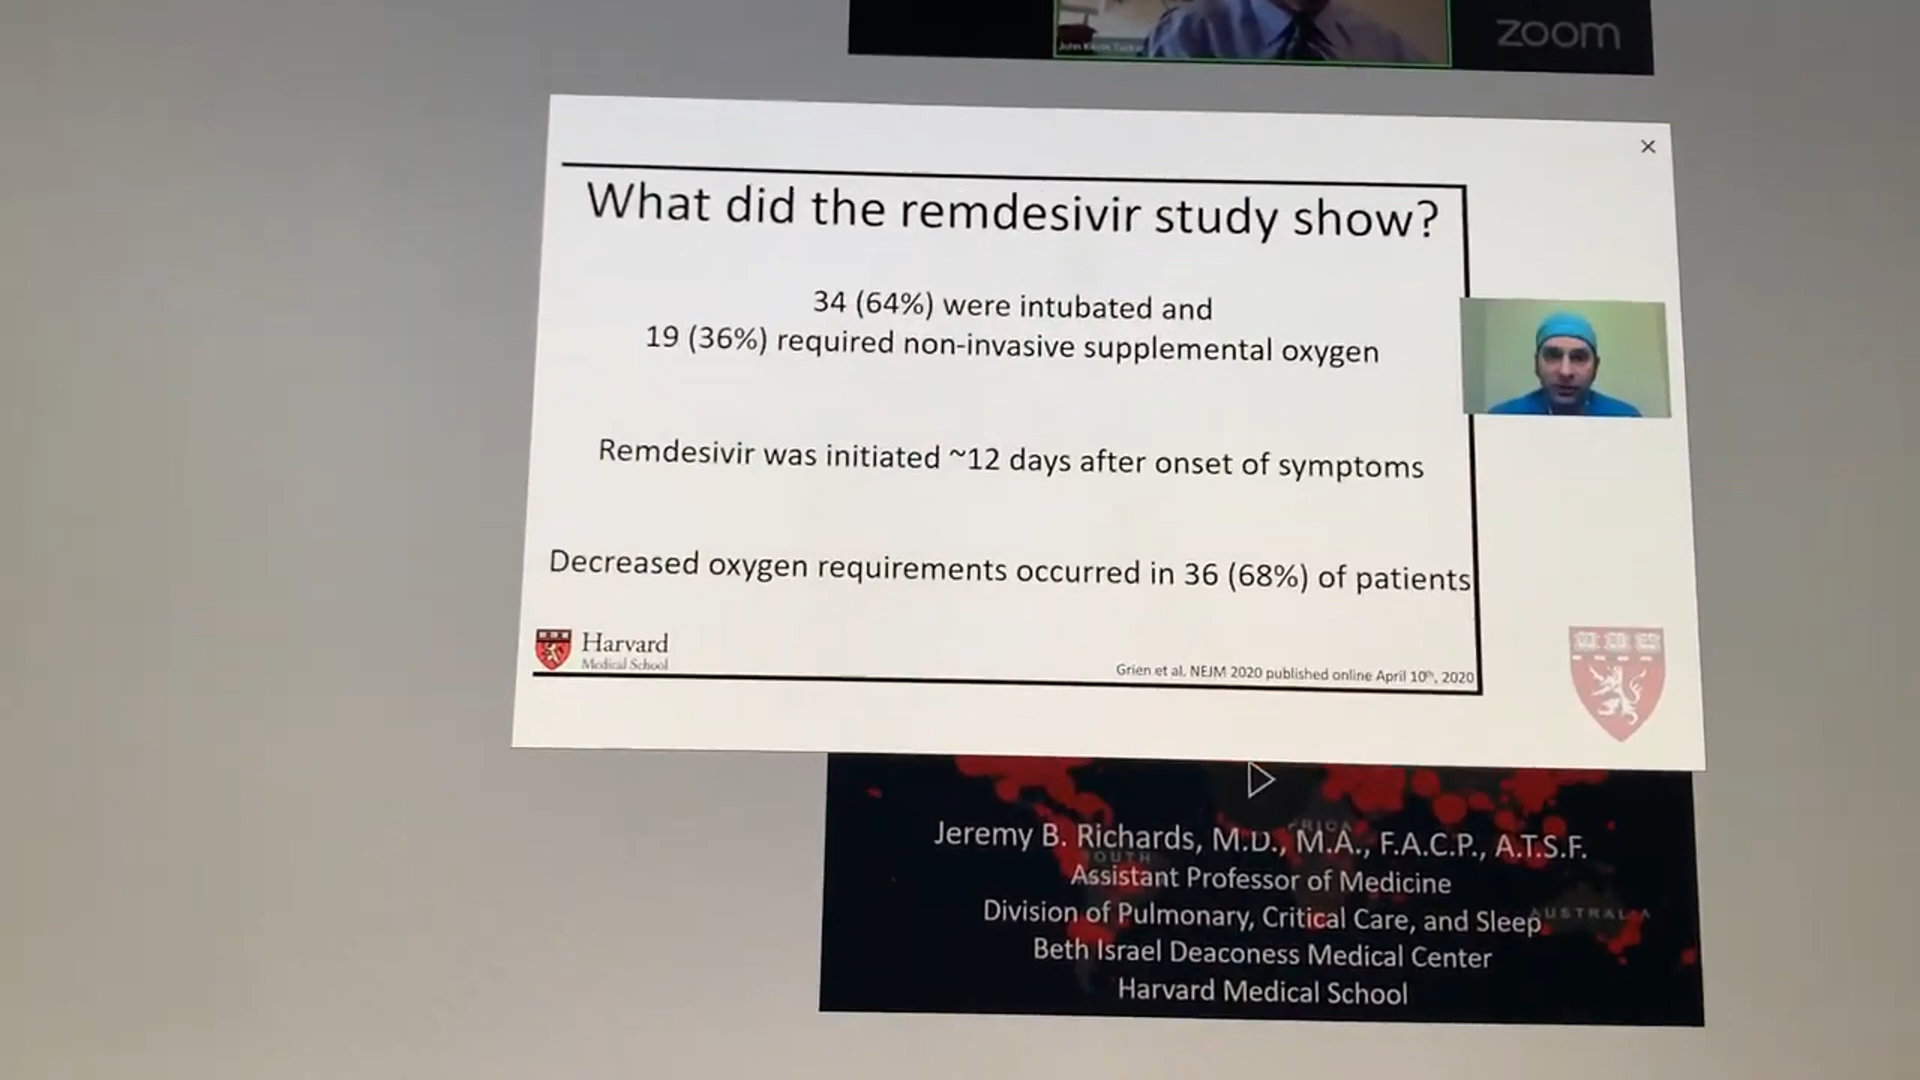 zoom
×
What did the remdesivir study show?
34 (64%) were intubated and
19 (36%) required non-invasive supplemental oxygen
Remdesivir was initiated ~12 days after onset of symptoms
Decreased oxygen requirements occurred in 36 (68%) of patients
Harvard
Medical School
Grien et al. NEJM 2020 published online April 10th, 2020
Jeremy B. Richards, M.D., M.A., F.A.C.P., A.T.S.F.
Assistant Professor of Medicine
Division of Pulmonary, Critical Care, and Sleep
AUSTRALIA
Beth Israel Deaconess Medical Center
Harvard Medical School